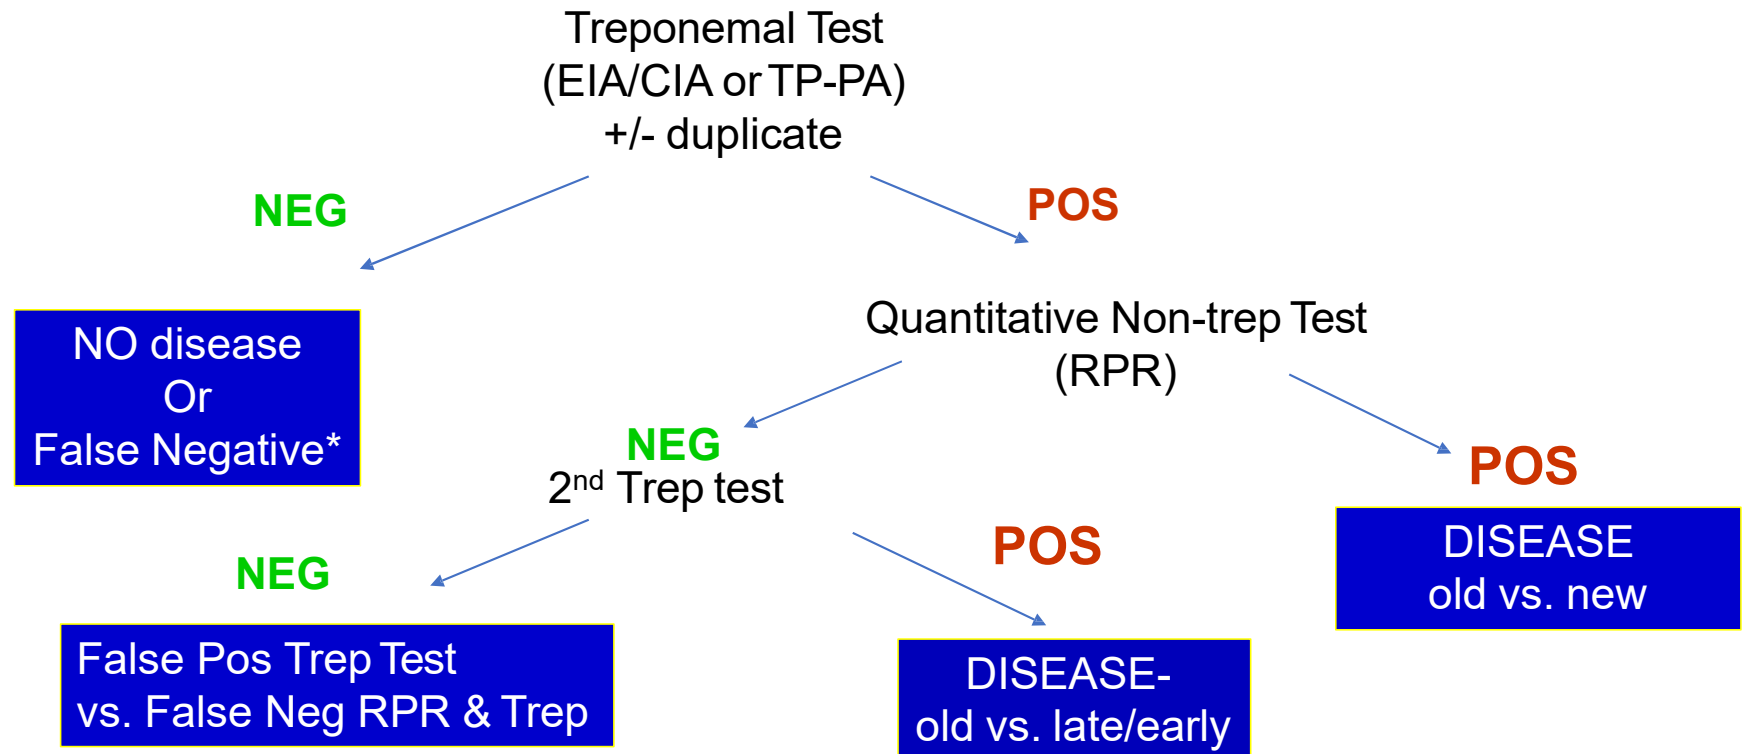 Treponemal Test
(EIA/CIA or TP-PA)
+/- duplicate
NEG
POS
NO disease
Or
False Negative*
Quantitative Non-trep Test
(RPR)
NEG
2nd Trep test
POS
DISEASE
old vs. new
NEG
False Pos Trep Test
vs. False Neg RPR & Trep
POS
DISEASE-
old vs. late/early